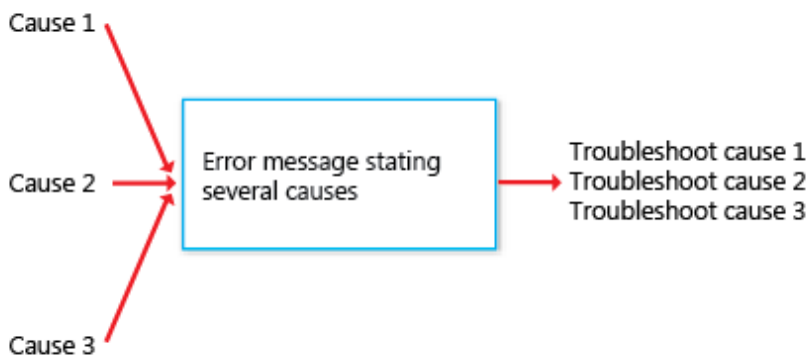 Cause 1
Cause 2
Cause 3
Error message stating
several causes
Troubleshoot cause 1
Troubleshoot cause 2
Troubleshoot cause 3